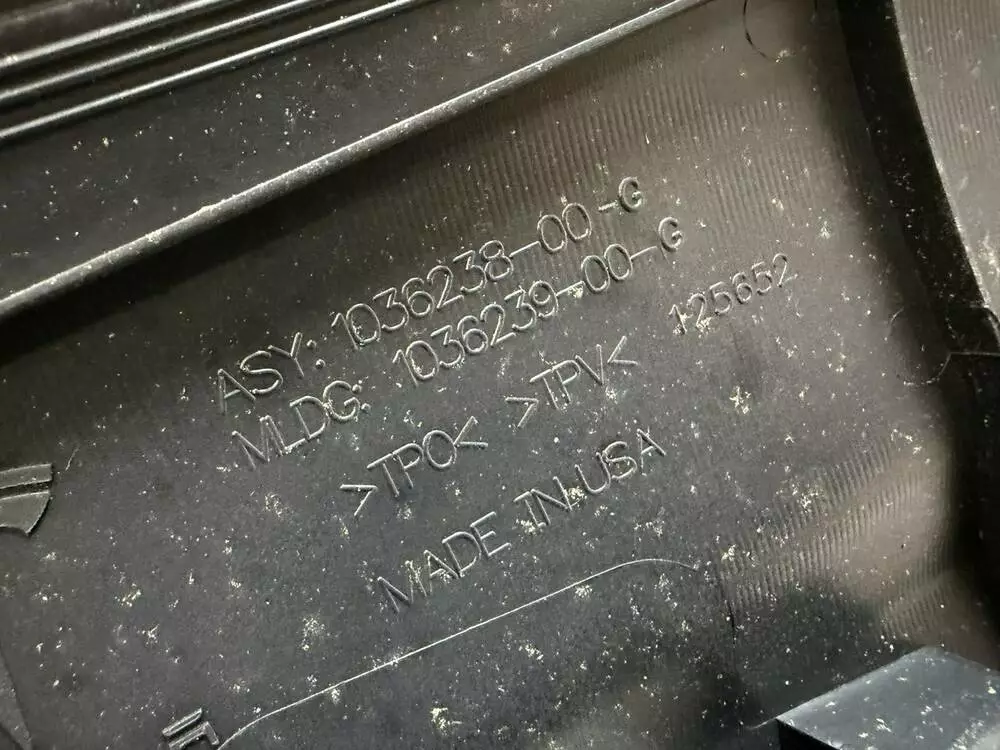 ASY: 1036238-00-G
MLDG: 1036239-00-G
>TPO< >TPV< 125652
MADE IN USA